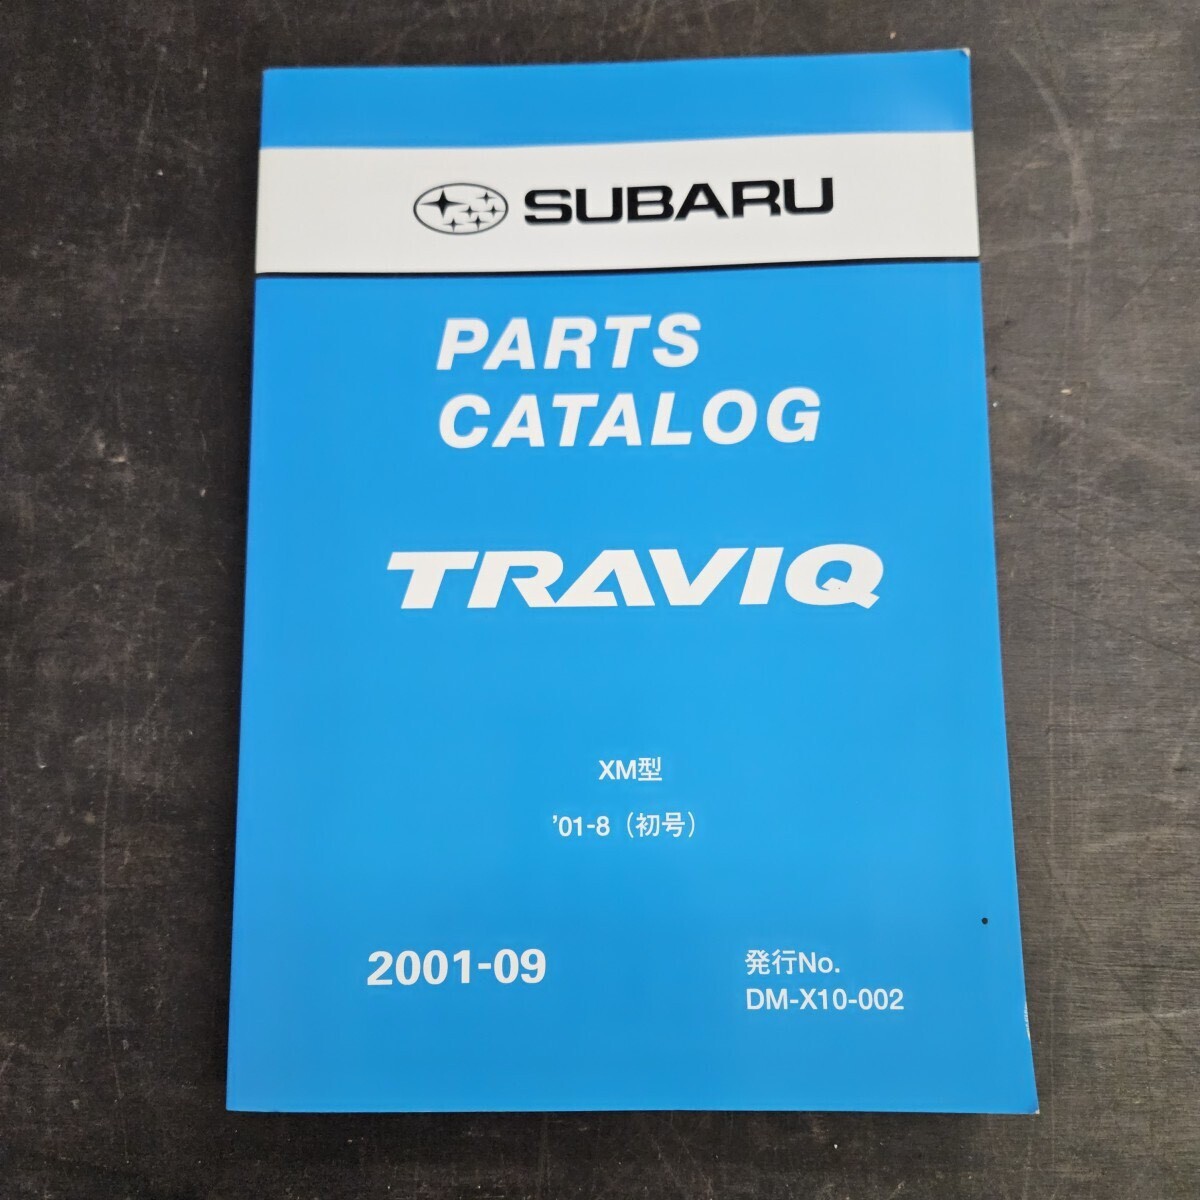 SUBARU
PARTS
CATALOG
TRAVIQ
XM型
’01-8（初号）
2001-09
発行No.
DM-X10-002